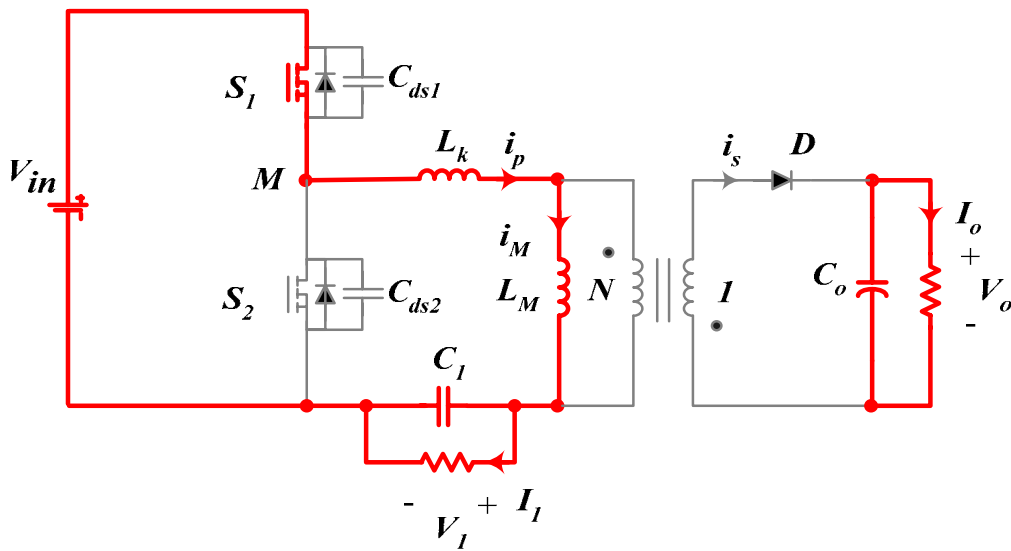 S1
Cds1
Vin
M
Lk
ip
is
D
iM
LM
N
1
Io
+
Vo
-
Co
S2
Cds2
C1
-
V1
+
I1